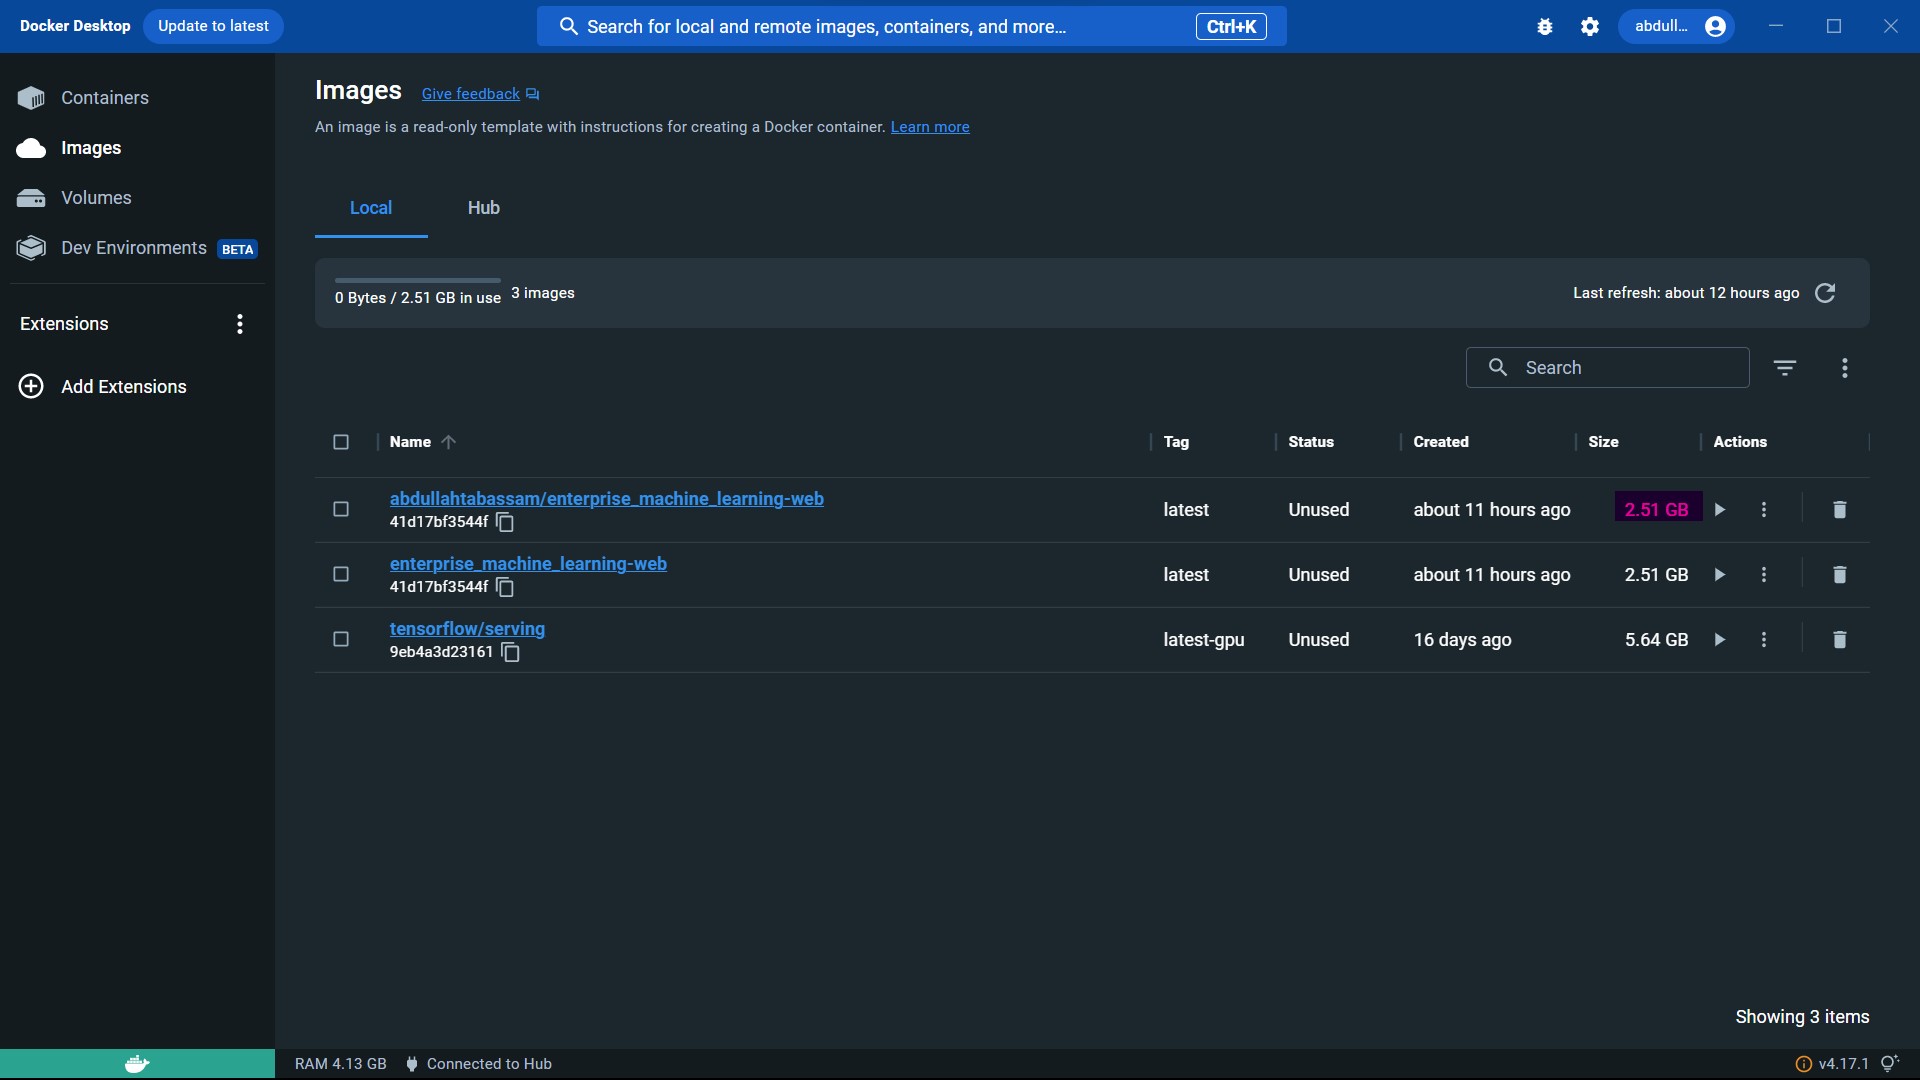 Docker Desktop
Update to latest
Search for local and remote images, containers, and more...
Ctrl+K
abdull...
Containers
Images
Volumes
Dev Environments BETA
Extensions
Add Extensions
Images
Give feedback
An image is a read-only template with instructions for creating a Docker container. Learn more
Local
Hub
0 Bytes / 2.51 GB in use
3 images
Last refresh: about 12 hours ago
Search
Name Tag Status Created Size Actions
abdullahtabassam/enterprise_machine_learning-web
41d17bf3544f
latest Unused about 11 hours ago 2.51 GB
enterprise_machine_learning-web
41d17bf3544f
latest Unused about 11 hours ago 2.51 GB
tensorflow/serving
9eb4a3d23161
latest-gpu Unused 16 days ago 5.64 GB
Showing 3 items
RAM 4.13 GB
Connected to Hub
v4.17.1